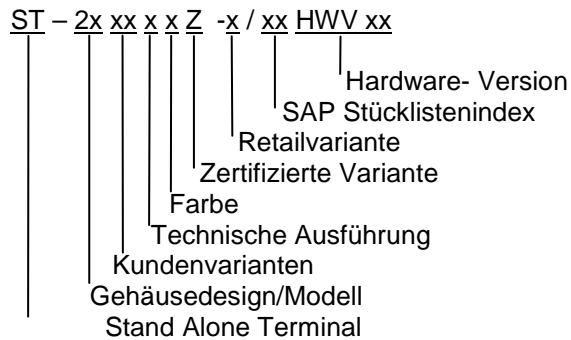 ST – 2x xx x x Z -x / xx HWV xx
Hardware- Version
SAP Stücklistenindex
Retailvariante
Zertifizierte Variante
Farbe
Technische Ausführung
Kundenvarianten
Gehäusedesign/Modell
Stand Alone Terminal